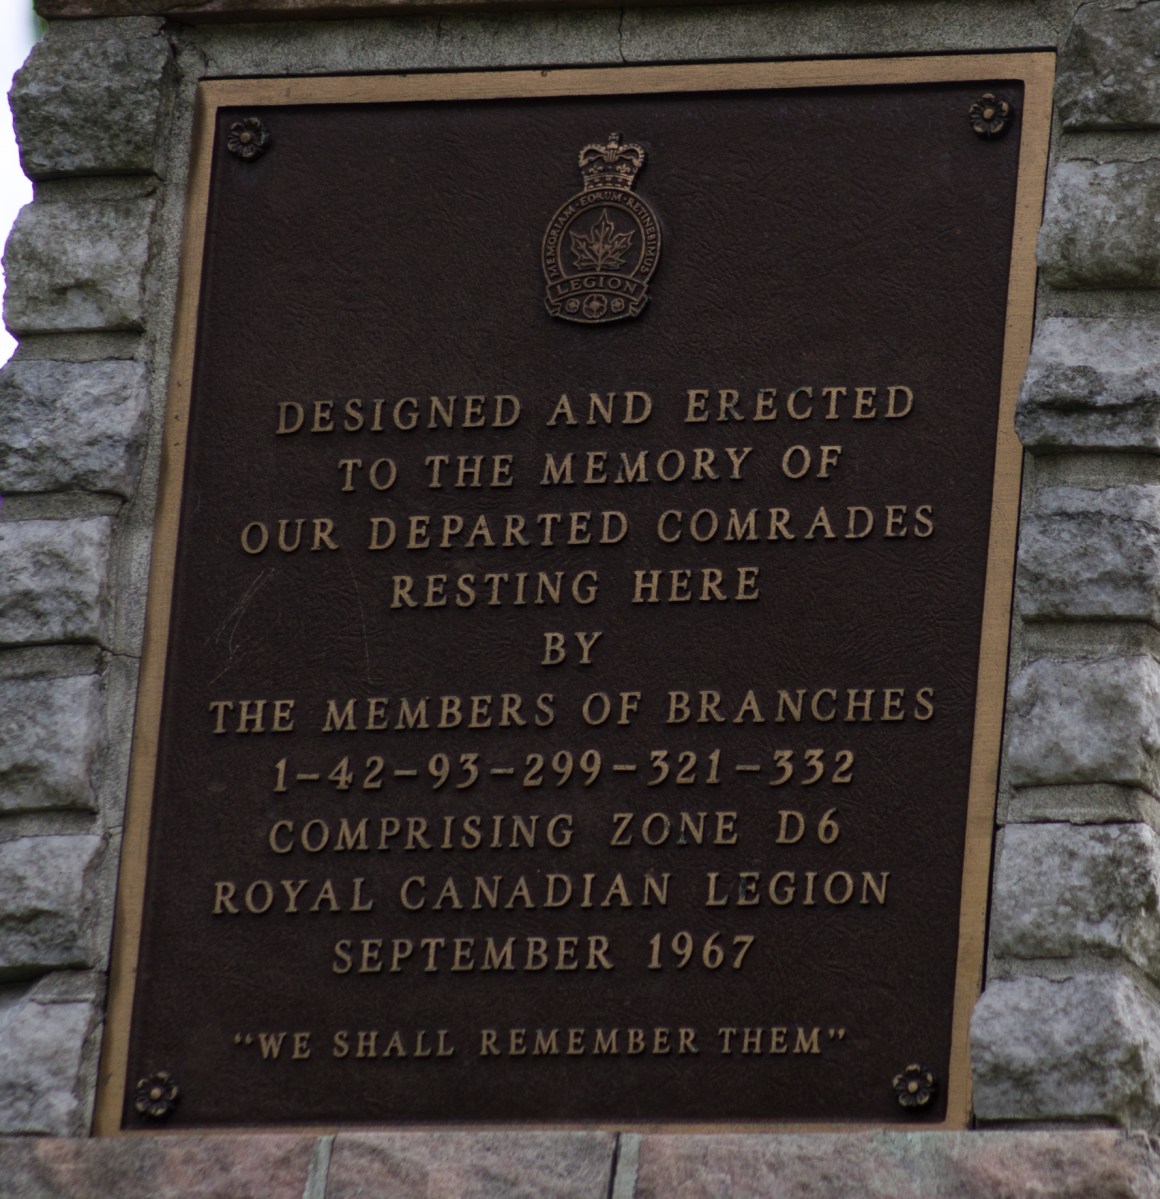 MEMORIAM·EORUM·RETINEBIMUS
LEGION
DESIGNED AND ERECTED
TO THE MEMORY OF
OUR DEPARTED COMRADES
RESTING HERE
BY
THE MEMBERS OF BRANCHES
1–42–93–299–321–332
COMPRISING ZONE D6
ROYAL CANADIAN LEGION
SEPTEMBER 1967
“WE SHALL REMEMBER THEM”